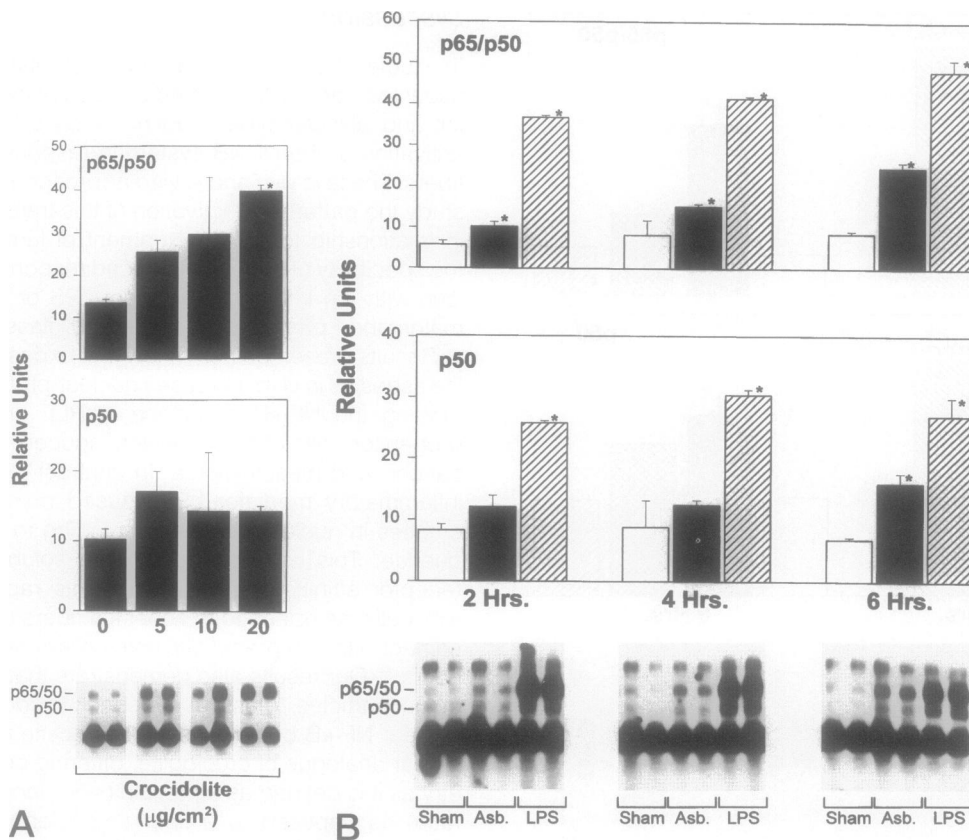 p65/p50
50
40
30
20
10
0
p50
30
20
10
0
0 5 10 20
Relative Units
p65/50
p50
Crocidolite
(µg/cm²)
A
p65/p50
60
50
40
30
20
10
0
*
*
*
*
*
*
*
p50
40
30
20
10
0
*
*
*
*
2 Hrs. 4 Hrs. 6 Hrs.
Relative Units
p65/50
p50
Sham Asb. LPS Sham Asb. LPS Sham Asb. LPS
B